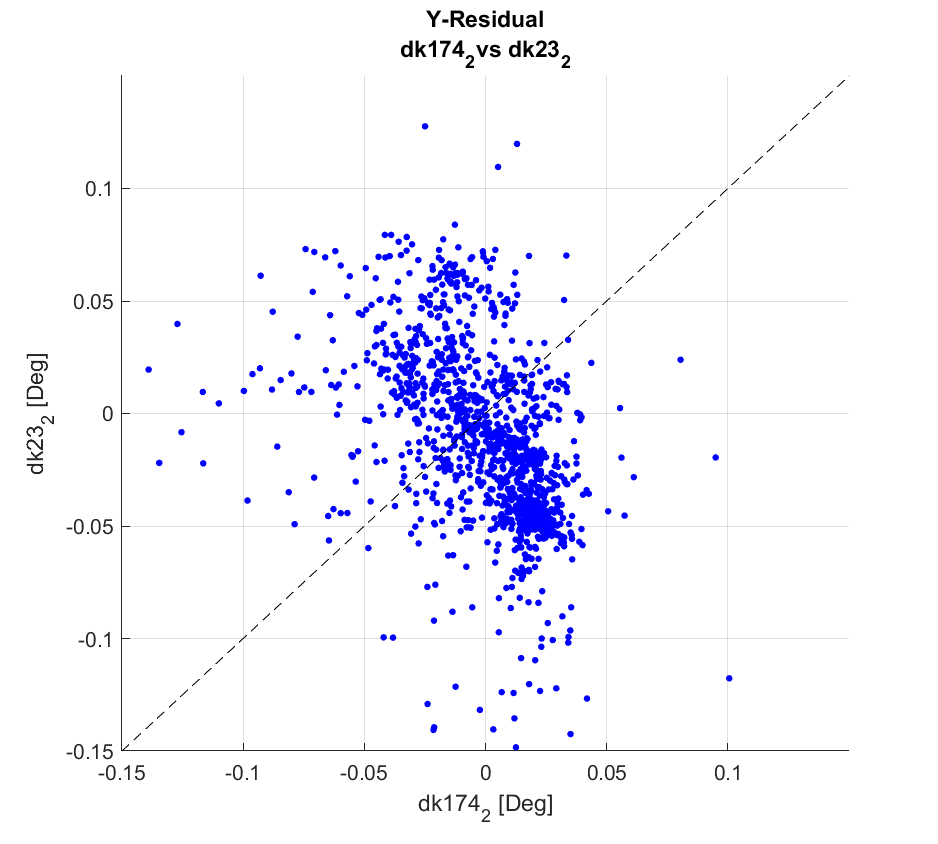 Y-Residual
dk174₂vs dk23₂
0.1
0.05
0
-0.05
-0.1
-0.15
dk23₂ [Deg]
-0.15 -0.1 -0.05 0 0.05 0.1
dk174₂ [Deg]